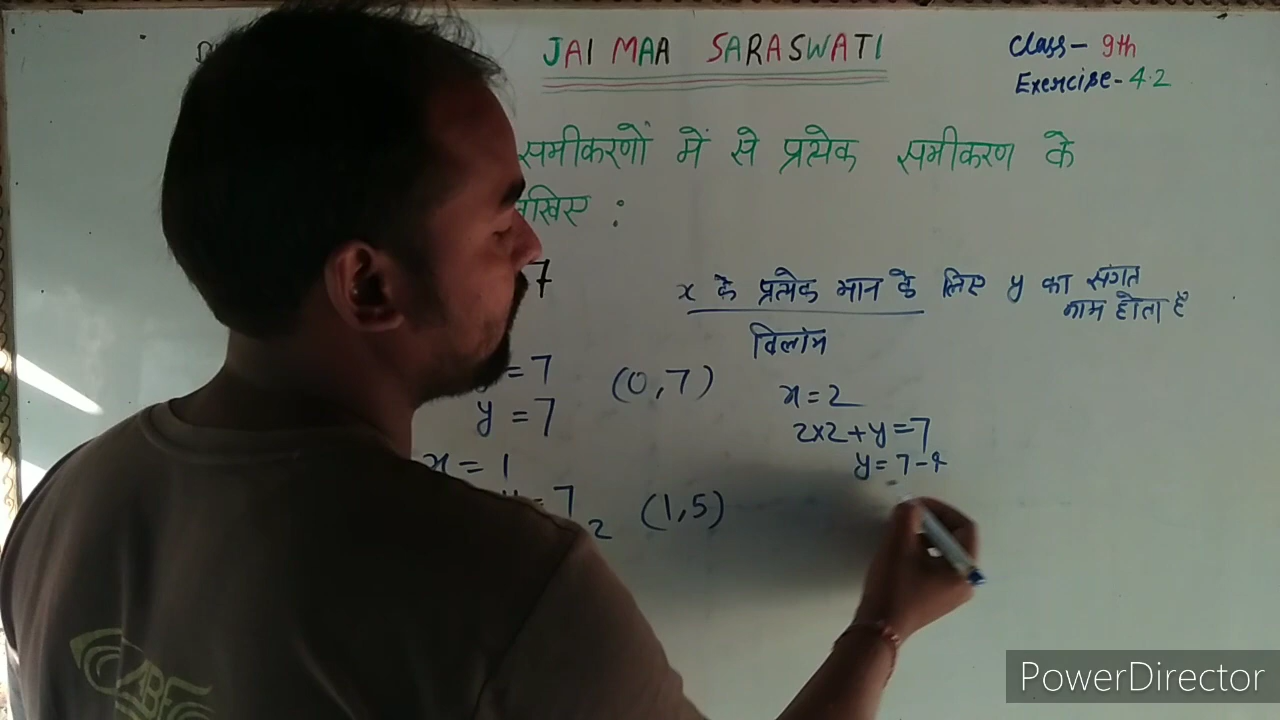 JAI MAA SARASWATI
Class- 9th
Exercise-4.2
समीकरणों में से प्रत्येक समीकरण के
:
7
x के प्रत्येक मान के लिए y का संगत
नाम होता है
= 7
(0,7)
y = 7
x = 1
= 7
2
(1,5)
x = 2
2x2+y=7
y = 7-4
PowerDirector